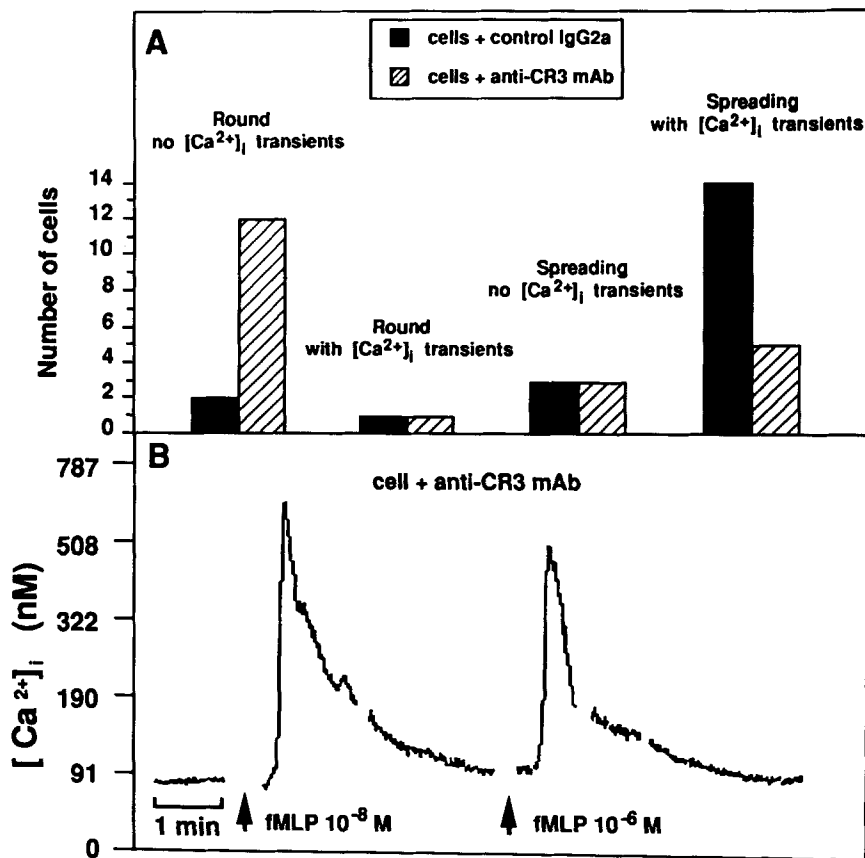 A
cells + control IgG2a
cells + anti-CR3 mAb
Round
no [Ca2+]i transients
Spreading
with [Ca2+]i transients
Spreading
no [Ca2+]i transients
Round
with [Ca2+]i transients
Number of cells
14
12
10
8
6
4
2
0
B
cell + anti-CR3 mAb
[Ca 2+]i (nM)
787
508
322
190
91
0
1 min
fMLP 10-8 M
fMLP 10-6 M